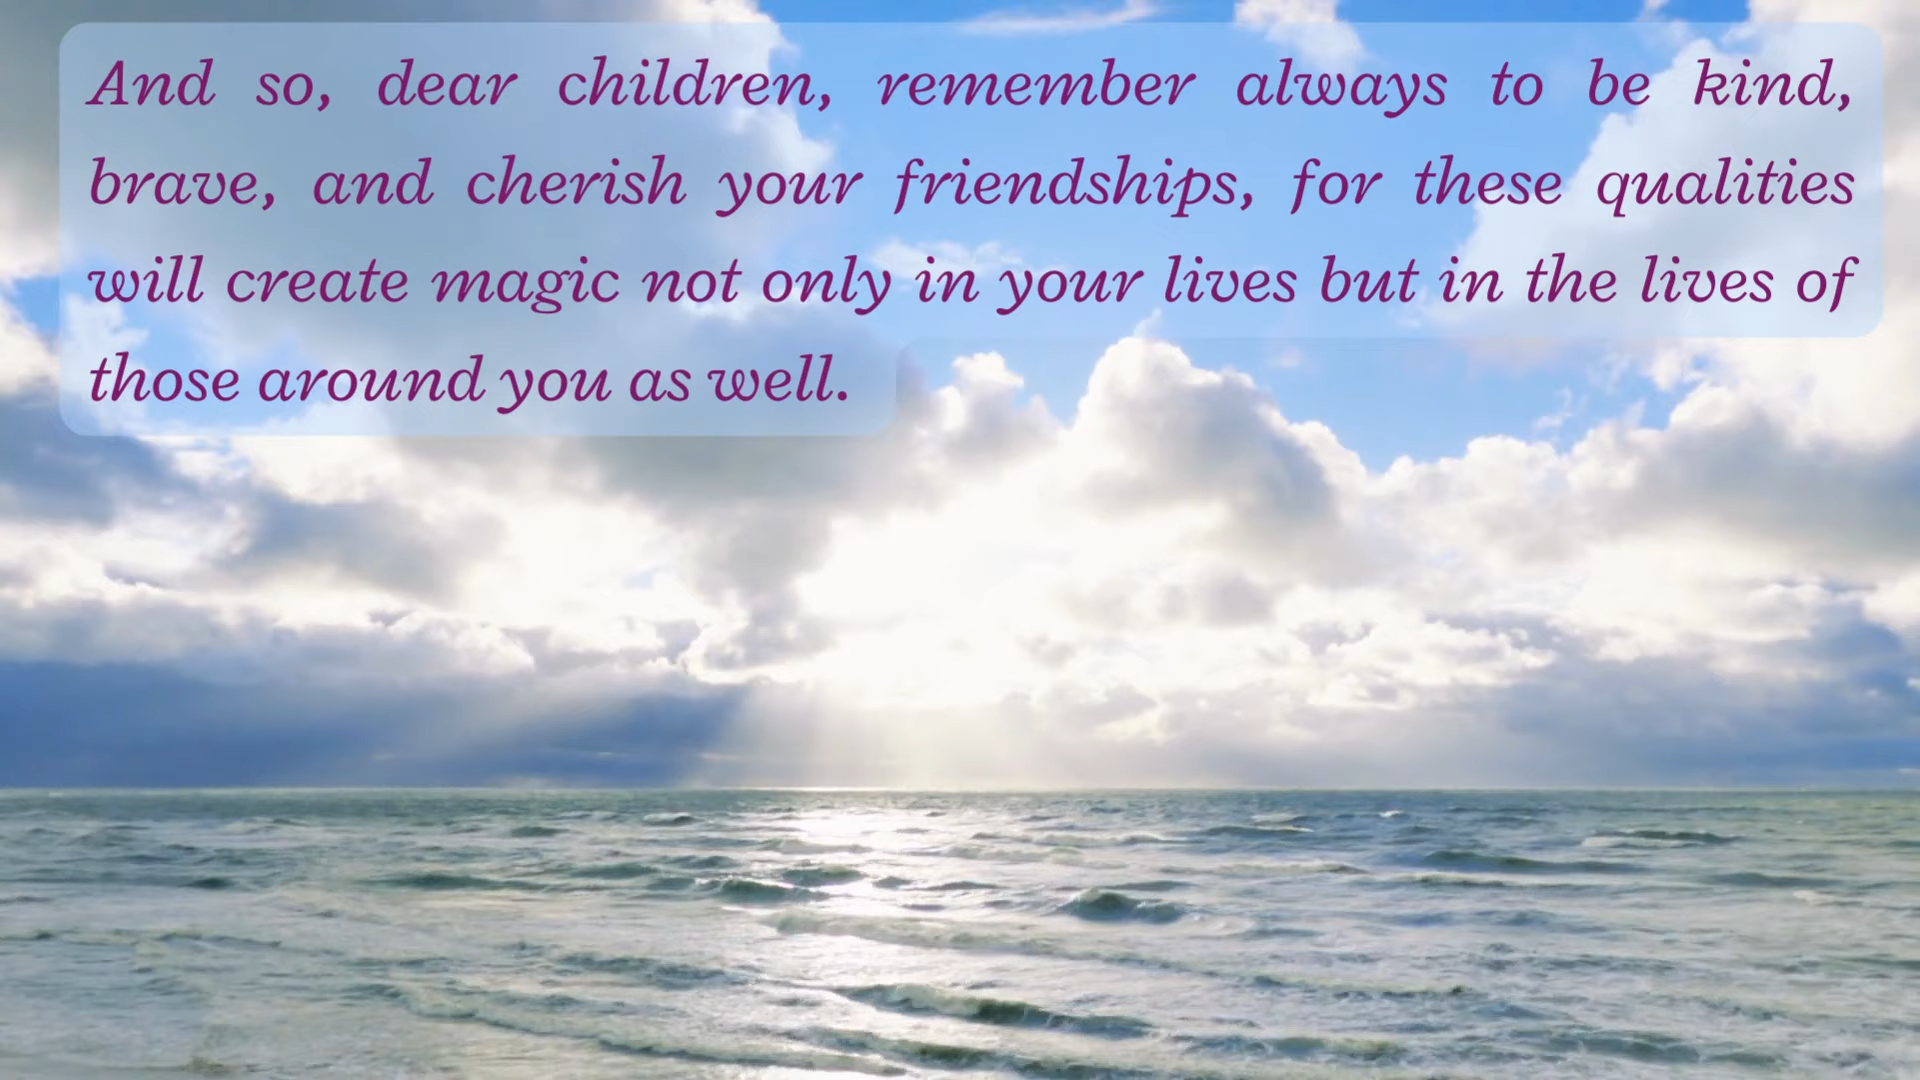 And so, dear children, remember always to be kind,
brave, and cherish your friendships, for these qualities
will create magic not only in your lives but in the lives of
those around you as well.